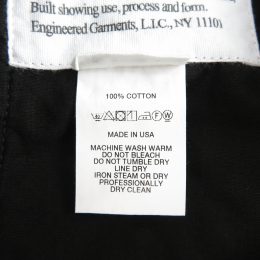 Built showing use, process and form.
Engineered Garments, L.I.C., NY 11101
100% COTTON
MADE IN USA
MACHINE WASH WARM
DO NOT BLEACH
DO NOT TUMBLE DRY
LINE DRY
IRON STEAM OR DRY
PROFESSIONALLY
DRY CLEAN